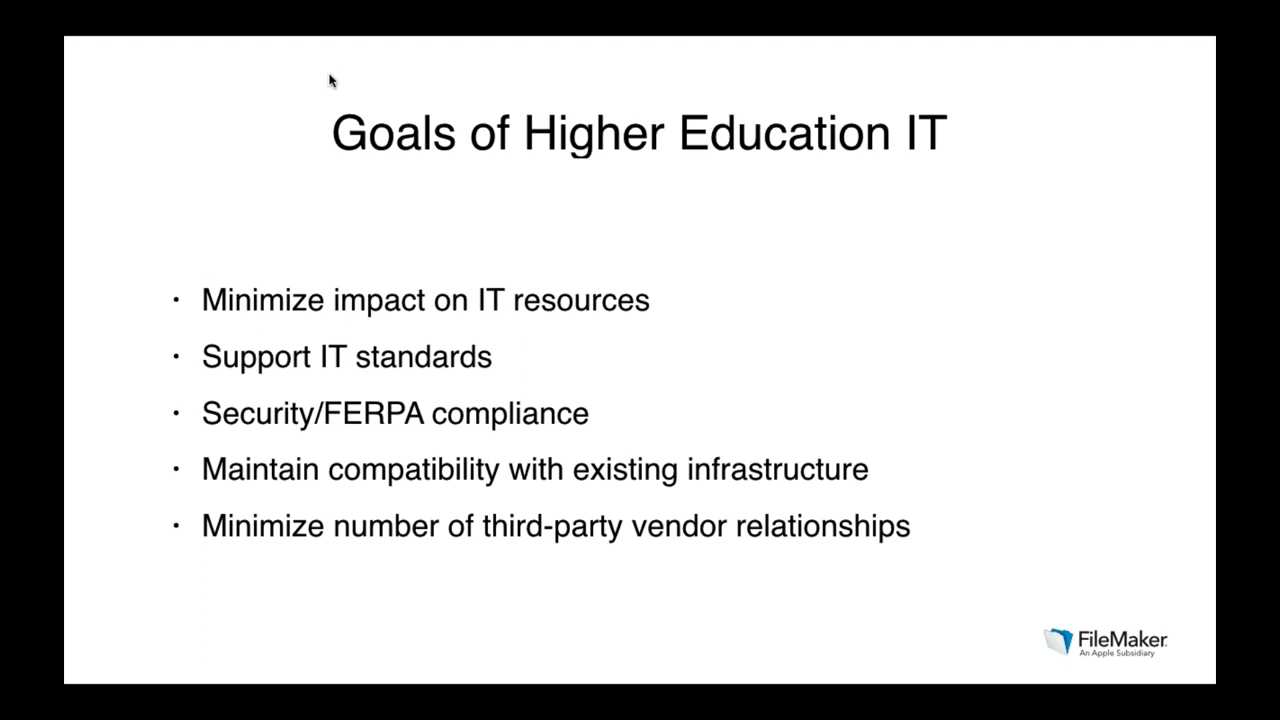 Goals of Higher Education IT
• Minimize impact on IT resources
• Support IT standards
• Security/FERPA compliance
• Maintain compatibility with existing infrastructure
• Minimize number of third-party vendor relationships
FileMaker
An Apple Subsidiary